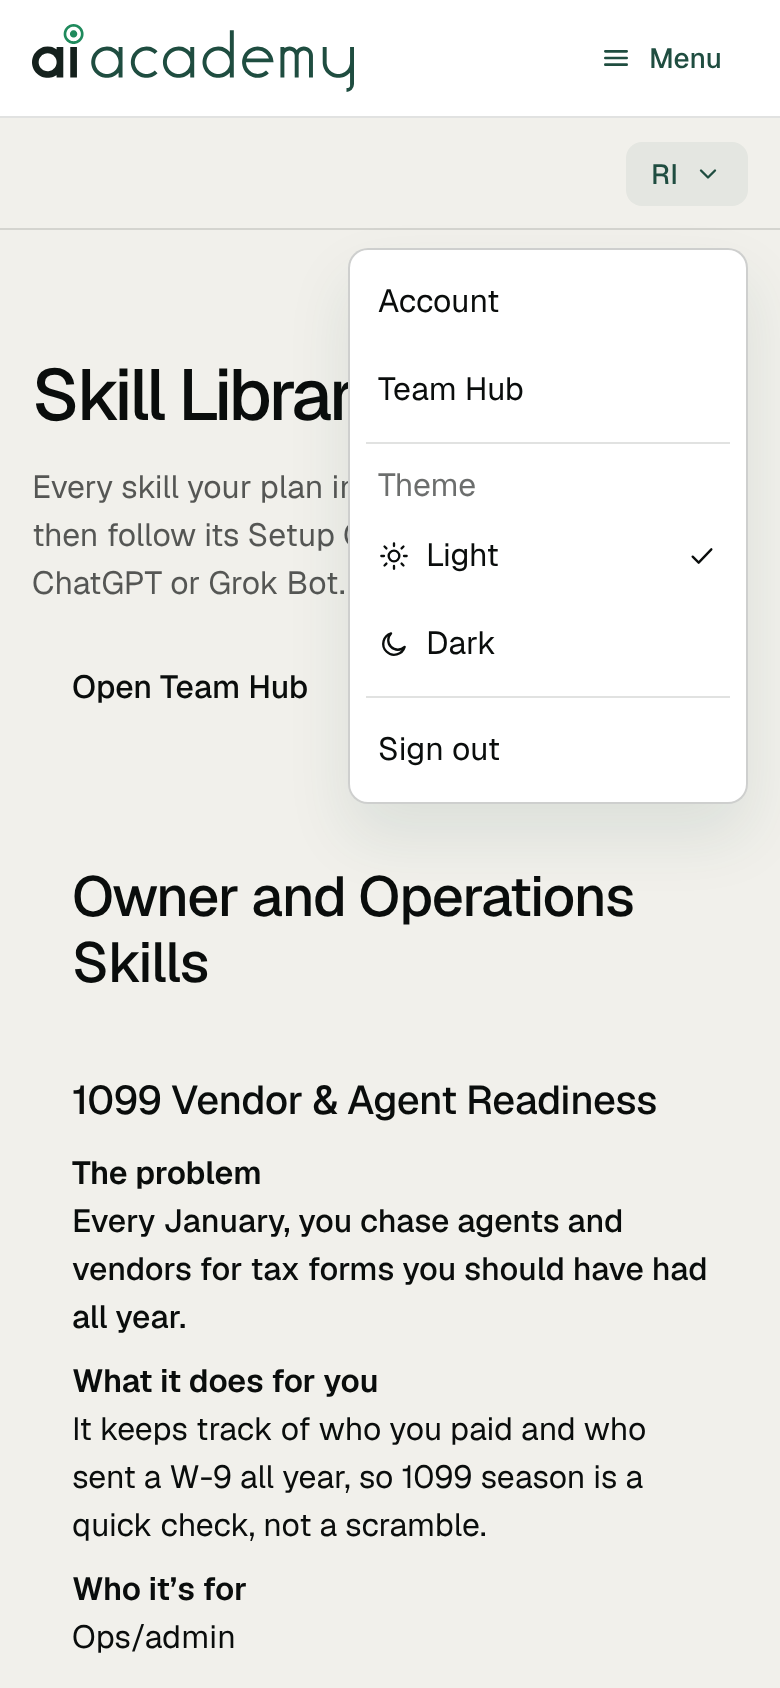 ai academy
Menu
RI
Account
Team Hub
Theme
Light
Dark
Sign out
Skill Librar
Every skill your plan in
then follow its Setup
ChatGPT or Grok Bot.
Open Team Hub
Owner and Operations
Skills
1099 Vendor & Agent Readiness
The problem
Every January, you chase agents and
vendors for tax forms you should have had
all year.
What it does for you
It keeps track of who you paid and who
sent a W-9 all year, so 1099 season is a
quick check, not a scramble.
Who it’s for
Ops/admin